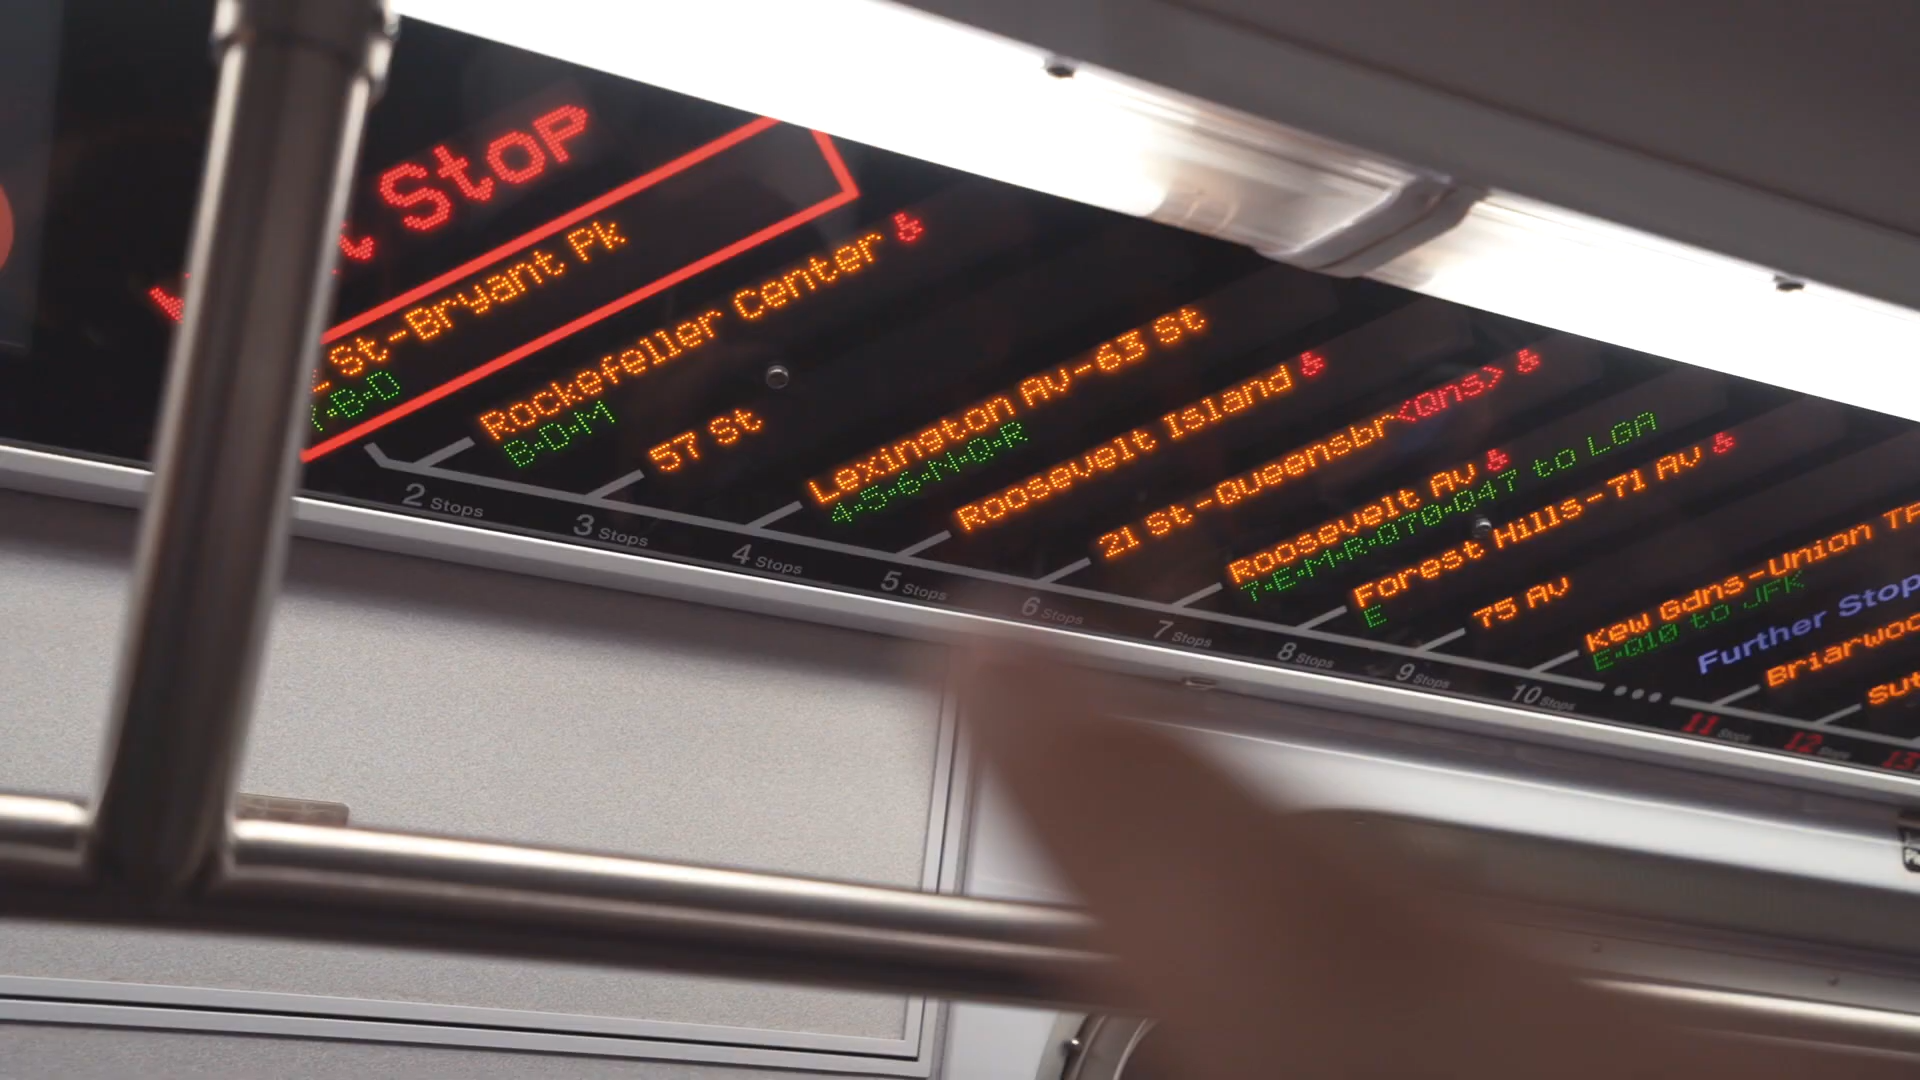 Stop
St-Bryant Pk
B•D
Rockefeller Center
B•D•M
57 St
Lexington Av-63 St
4•5•6•N•Q•R
Roosevelt Island
21 St-Queensbr<Qns>
Roosevelt Av
7•E•M•R•Q70•Q47 to LGA
Forest Hills-71 Av
E
75 Av
Kew Gdns-Union
E•Q10 to JFK
Further
2 Stops
3 Stops
4 Stops
5 Stops
6 Stops
7 Stops
8 Stops
9 Stops
10 Stops
11 Stops
12 Stops
13